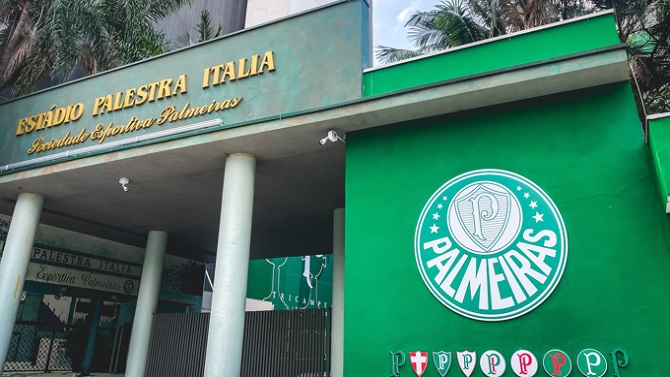 ESTÁDIO PALESTRA ITALIA
Sociedade Esportiva Palmeiras
PALESTRA ITALIA
Esportiva Palmeiras
P
PALMEIRAS
P P P P P P P P